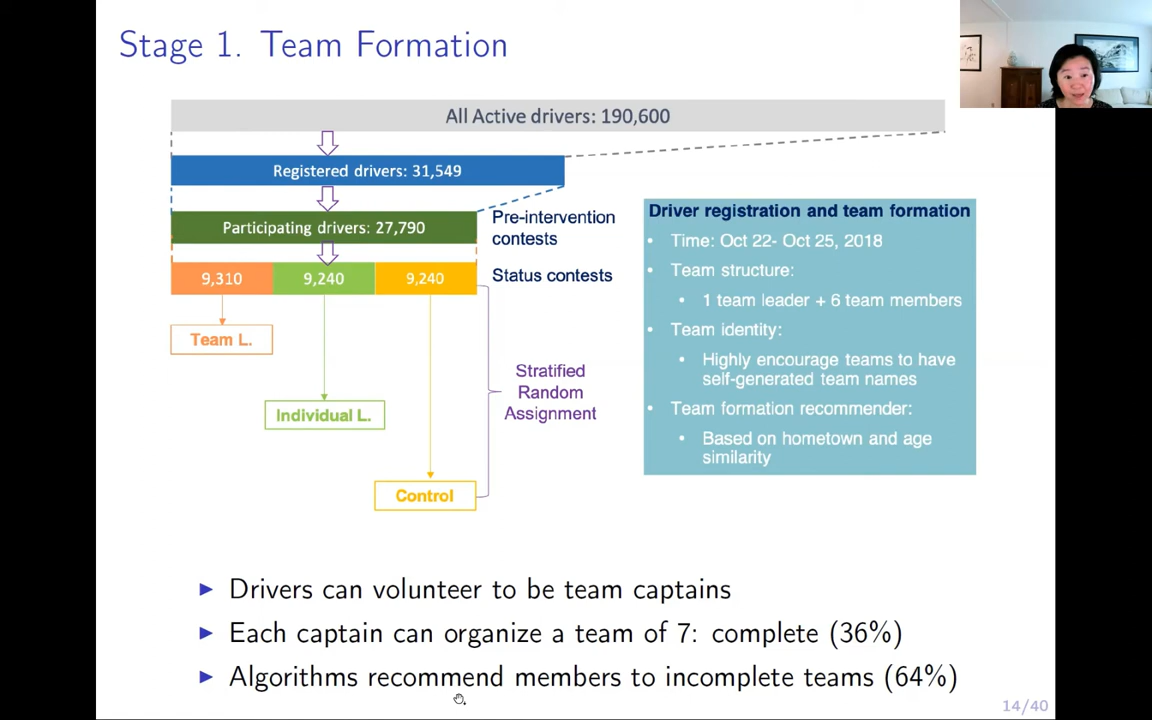 Stage 1. Team Formation
All Active drivers: 190,600
Registered drivers: 31,549
Participating drivers: 27,790
Pre-intervention
contests
9,310
9,240
9,240
Status contests
Team L.
Individual L.
Control
Stratified
Random
Assignment
Driver registration and team formation
• Time: Oct 22- Oct 25, 2018
• Team structure:
• 1 team leader + 6 team members
• Team identity:
• Highly encourage teams to have
self-generated team names
• Team formation recommender:
• Based on hometown and age
similarity
▶ Drivers can volunteer to be team captains
▶ Each captain can organize a team of 7: complete (36%)
▶ Algorithms recommend members to incomplete teams (64%)
14/40